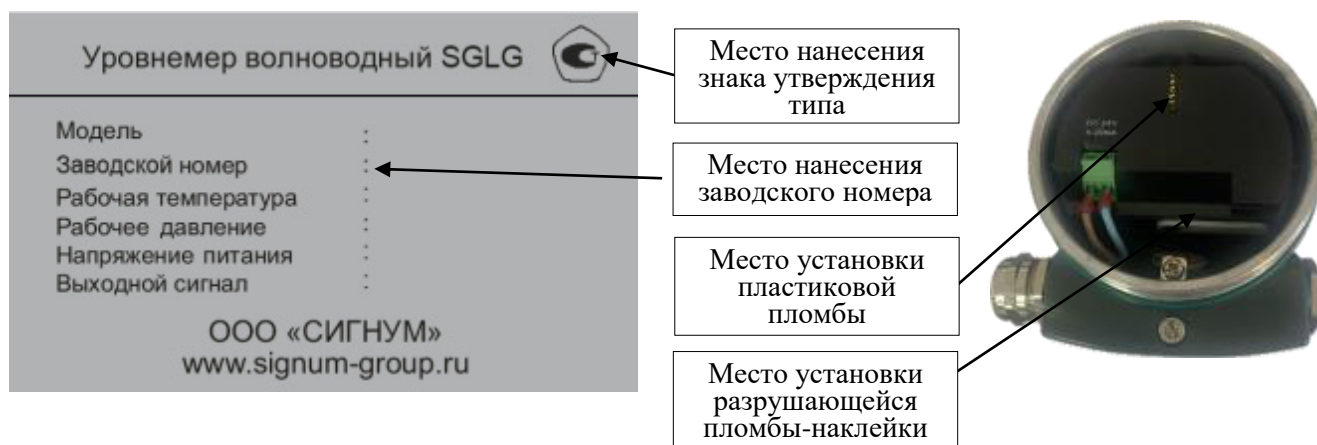 Уровнемер волноводный SGLG
Модель :
Заводской номер :
Рабочая температура :
Рабочее давление :
Напряжение питания :
Выходной сигнал :
ООО «СИГНУМ»
www.signum-group.ru
Место нанесения
знака утверждения
типа
Место нанесения
заводского номера
Место установки
пластиковой
пломбы
Место установки
разрушающейся
пломбы-наклейки